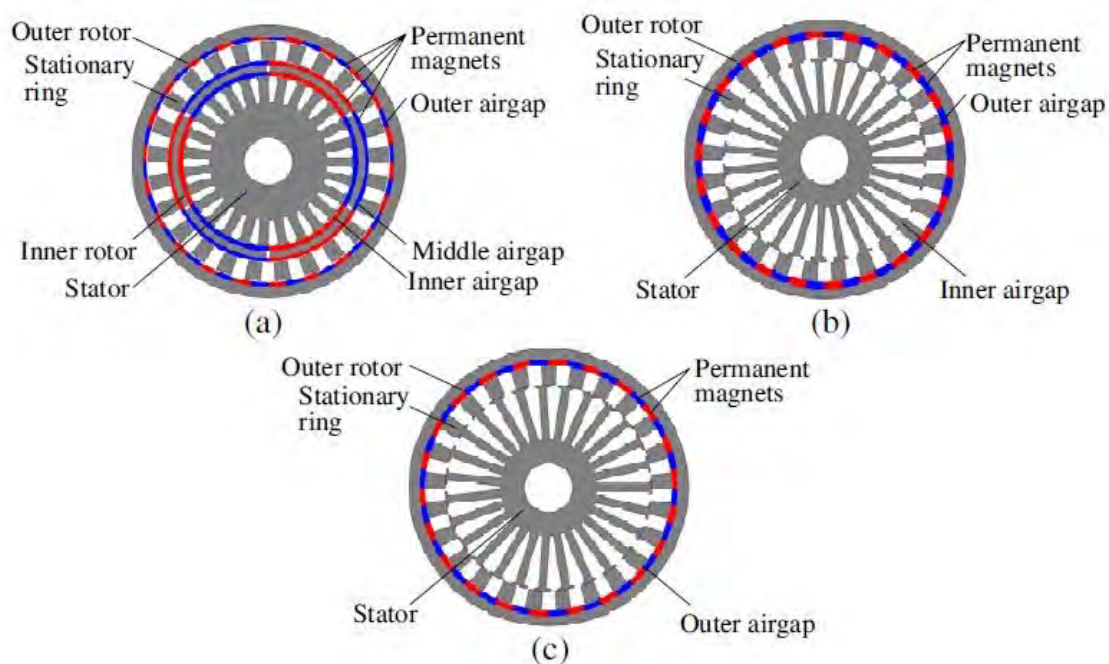 Outer rotor
Stationary
ring
Permanent
magnets
Outer airgap
Inner rotor
Stator
Middle airgap
Inner airgap
(a)
Outer rotor
Stationary
ring
Permanent
magnets
Outer airgap
Stator
Inner airgap
(b)
Outer rotor
Stationary
ring
Permanent
magnets
Stator
Outer airgap
(c)